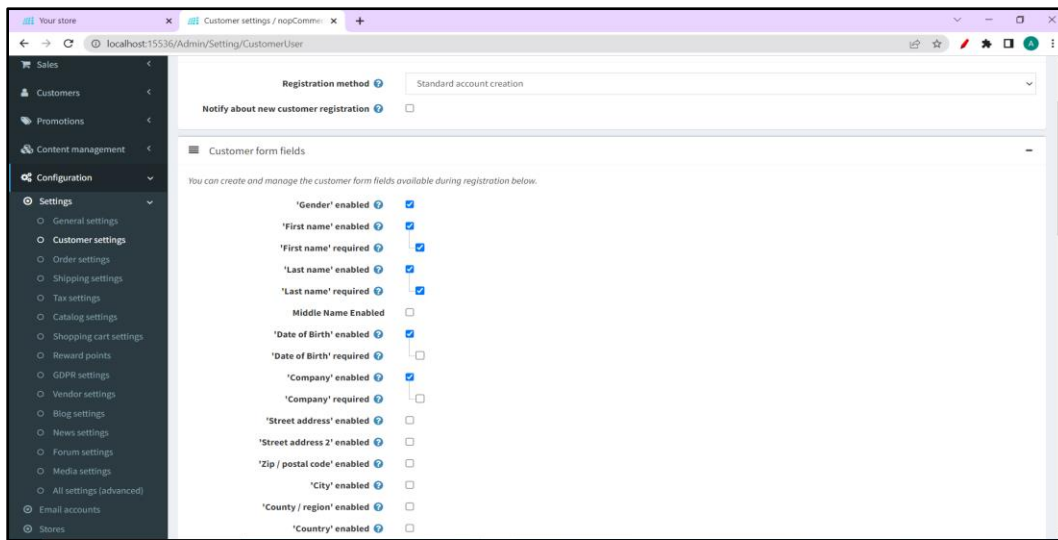 Your store
Customer settings / nopComme
localhost:15536/Admin/Setting/CustomerUser
A
Sales
Customers
Promotions
Content management
Configuration
Settings
General settings
Customer settings
Order settings
Shipping settings
Tax settings
Catalog settings
Shopping cart settings
Reward points
GDPR settings
Vendor settings
Blog settings
News settings
Forum settings
Media settings
All settings (advanced)
Email accounts
Stores
Registration method ? Standard account creation
Notify about new customer registration ?
Customer form fields
You can create and manage the customer form fields available during registration below.
'Gender' enabled ?
'First name' enabled ?
'First name' required ?
'Last name' enabled ?
'Last name' required ?
Middle Name Enabled
'Date of Birth' enabled ?
'Date of Birth' required ?
'Company' enabled ?
'Company' required ?
'Street address' enabled ?
'Street address 2' enabled ?
'Zip / postal code' enabled ?
'City' enabled ?
'County / region' enabled ?
'Country' enabled ?